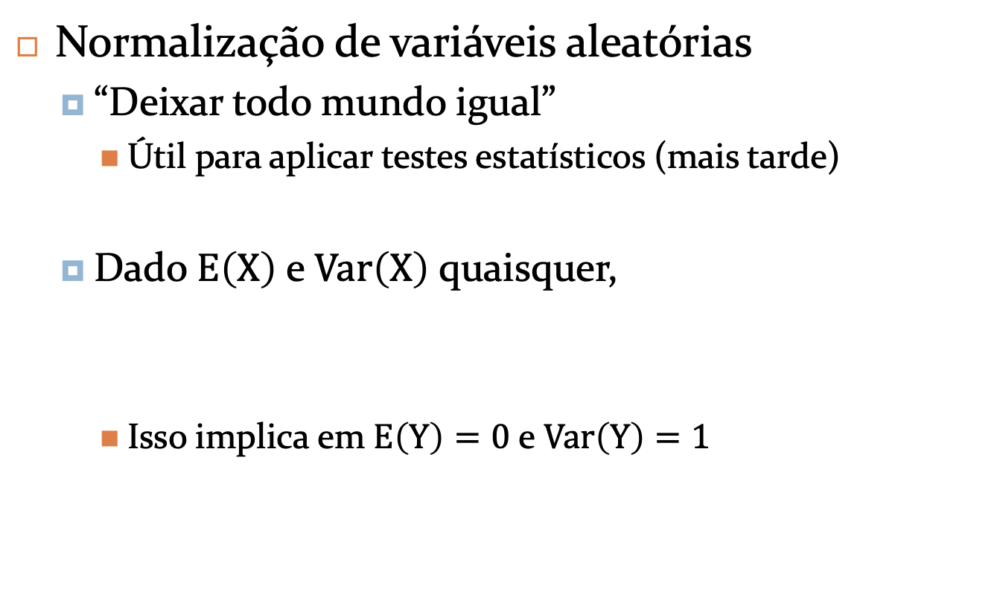 Normalização de variáveis aleatórias
“Deixar todo mundo igual”
Útil para aplicar testes estatísticos (mais tarde)
Dado E(X) e Var(X) quaisquer,
Isso implica em E(Y) = 0 e Var(Y) = 1